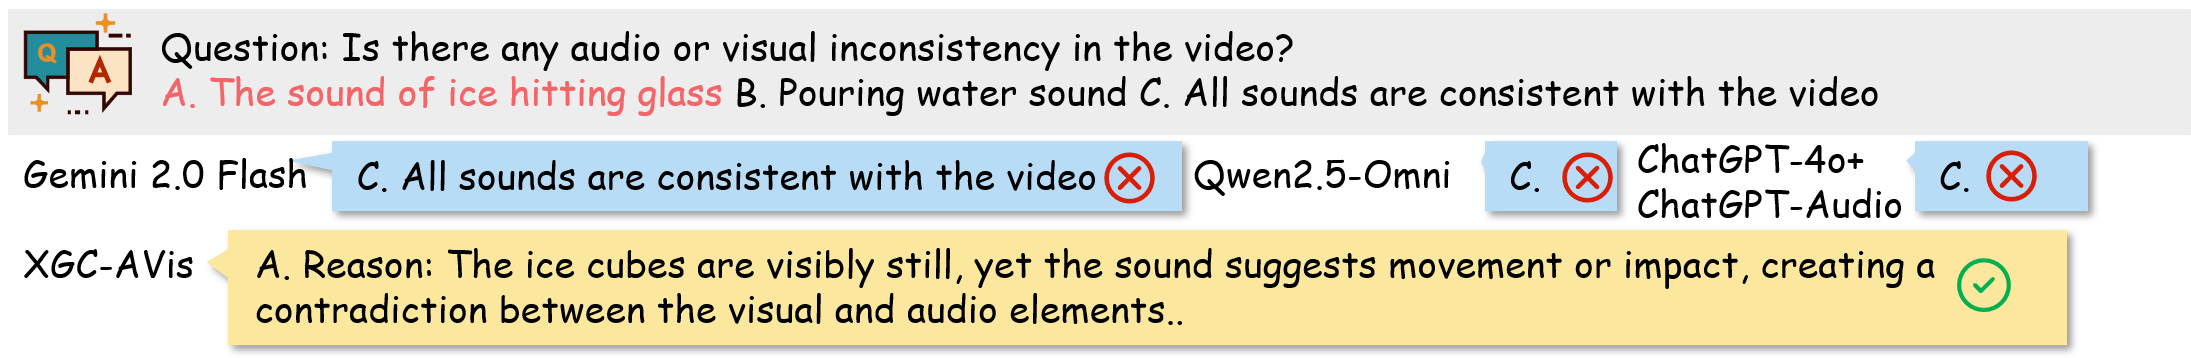 Q
A
Question: Is there any audio or visual inconsistency in the video?
A. The sound of ice hitting glass B. Pouring water sound C. All sounds are consistent with the video
Gemini 2.0 Flash
C. All sounds are consistent with the video
Qwen2.5-Omni
C.
ChatGPT-4o+
ChatGPT-Audio
C.
XGC-AVis
A. Reason: The ice cubes are visibly still, yet the sound suggests movement or impact, creating a
contradiction between the visual and audio elements..